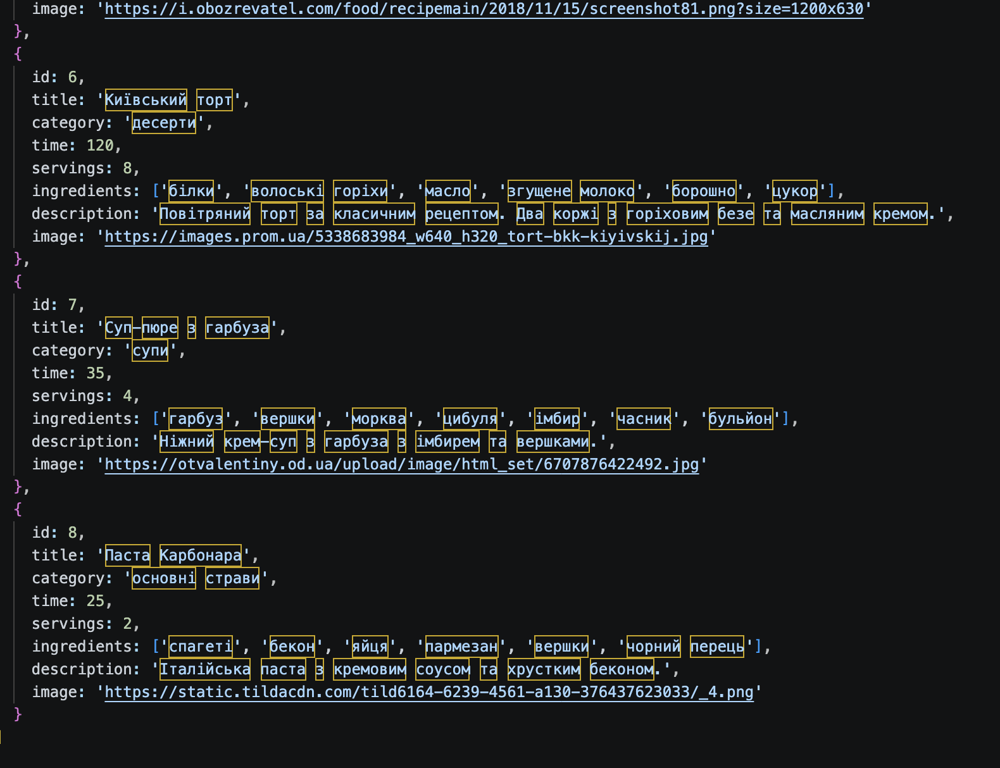 image: 'https://i.obozrevatel.com/food/recipemain/2018/11/15/screenshot81.png?size=1200x630'
},
{
id: 6,
title: 'Київський торт',
category: 'десерти',
time: 120,
servings: 8,
ingredients: ['білки', 'волоські горіхи', 'масло', 'згущене молоко', 'борошно', 'цукор'],
description: 'Повітряний торт за класичним рецептом. Два коржі з горіховим безе та масляним кремом.',
image: 'https://images.prom.ua/5338683984_w640_h320_tort-bkk-kiyivskij.jpg'
},
{
id: 7,
title: 'Суп-пюре з гарбуза',
category: 'супи',
time: 35,
servings: 4,
ingredients: ['гарбуз', 'вершки', 'морква', 'цибуля', 'імбир', 'часник', 'бульйон'],
description: 'Ніжний крем-суп з гарбуза з імбирем та вершками.',
image: 'https://otvalentiny.od.ua/upload/image/html_set/6707876422492.jpg'
},
{
id: 8,
title: 'Паста Карбонара',
category: 'основні страви',
time: 25,
servings: 2,
ingredients: ['спагеті', 'бекон', 'яйця', 'пармезан', 'вершки', 'чорний перець'],
description: 'Італійська паста з кремовим соусом та хрустким беконом.',
image: 'https://static.tildacdn.com/tild6164-6239-4561-a130-376437623033/_4.png'
}